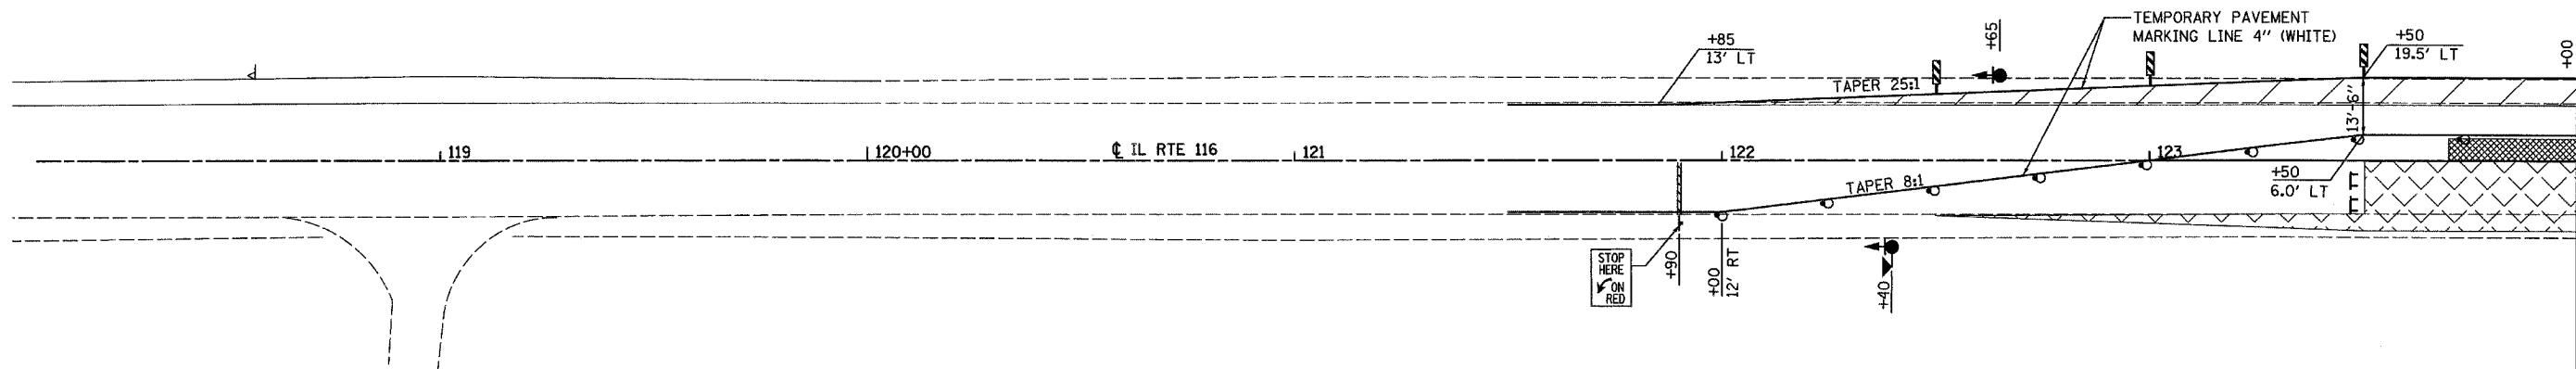 TEMPORARY PAVEMENT
MARKING LINE 4" (WHITE)
+85
13' LT
+65
+50
19.5' LT
+00
TAPER 25:1
13'-6"
119
120+00
℄ IL RTE 116
121
122
123
TAPER 8:1
+50
6.0' LT
STOP
HERE
ON
RED
+90
+00
12' RT
+40